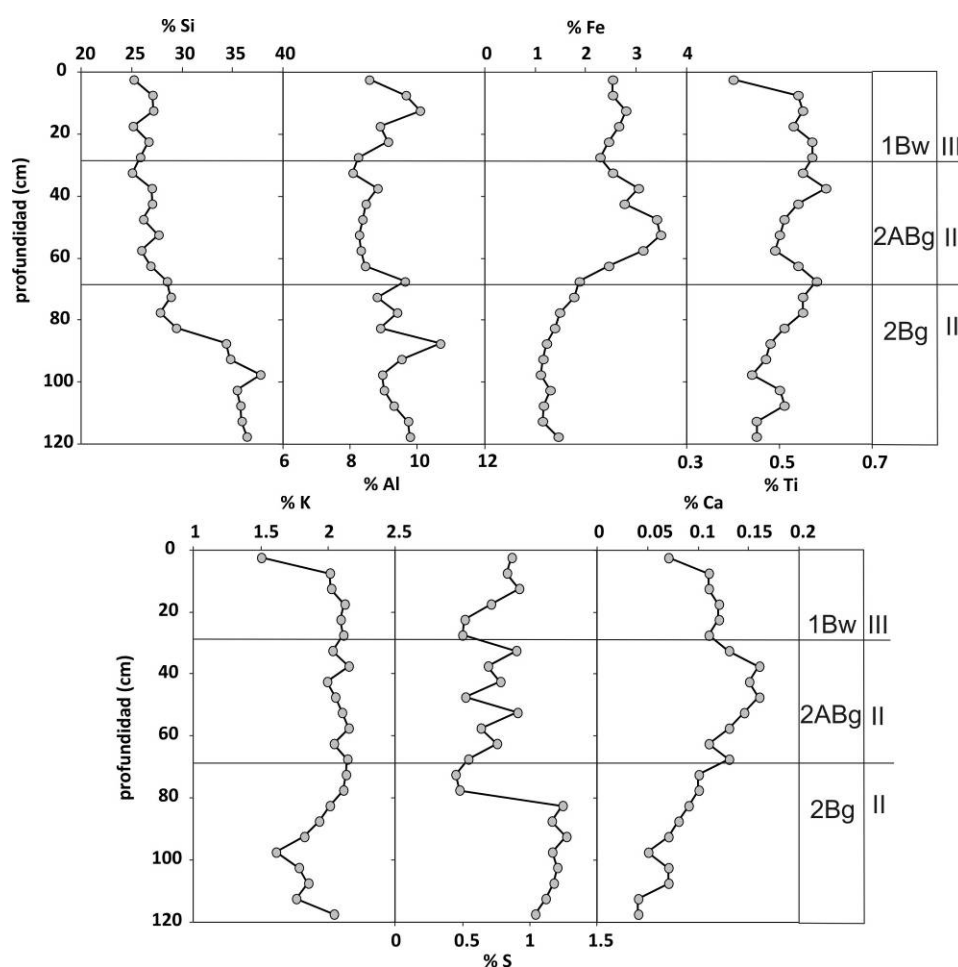 % Si
% Fe
20 25 30 35 40 0 1 2 3 4
0
20
40
60
80
100
120
profundidad (cm)
1Bw III
2ABg II
2Bg II
6 8 10 12 0.3 0.5 0.7
% Al % Ti
% K % Ca
1 1.5 2 2.5 0 0.05 0.1 0.15 0.2
0
20
40
60
80
100
120
profundidad (cm)
1Bw III
2ABg II
2Bg II
0 0.5 1 1.5
% S